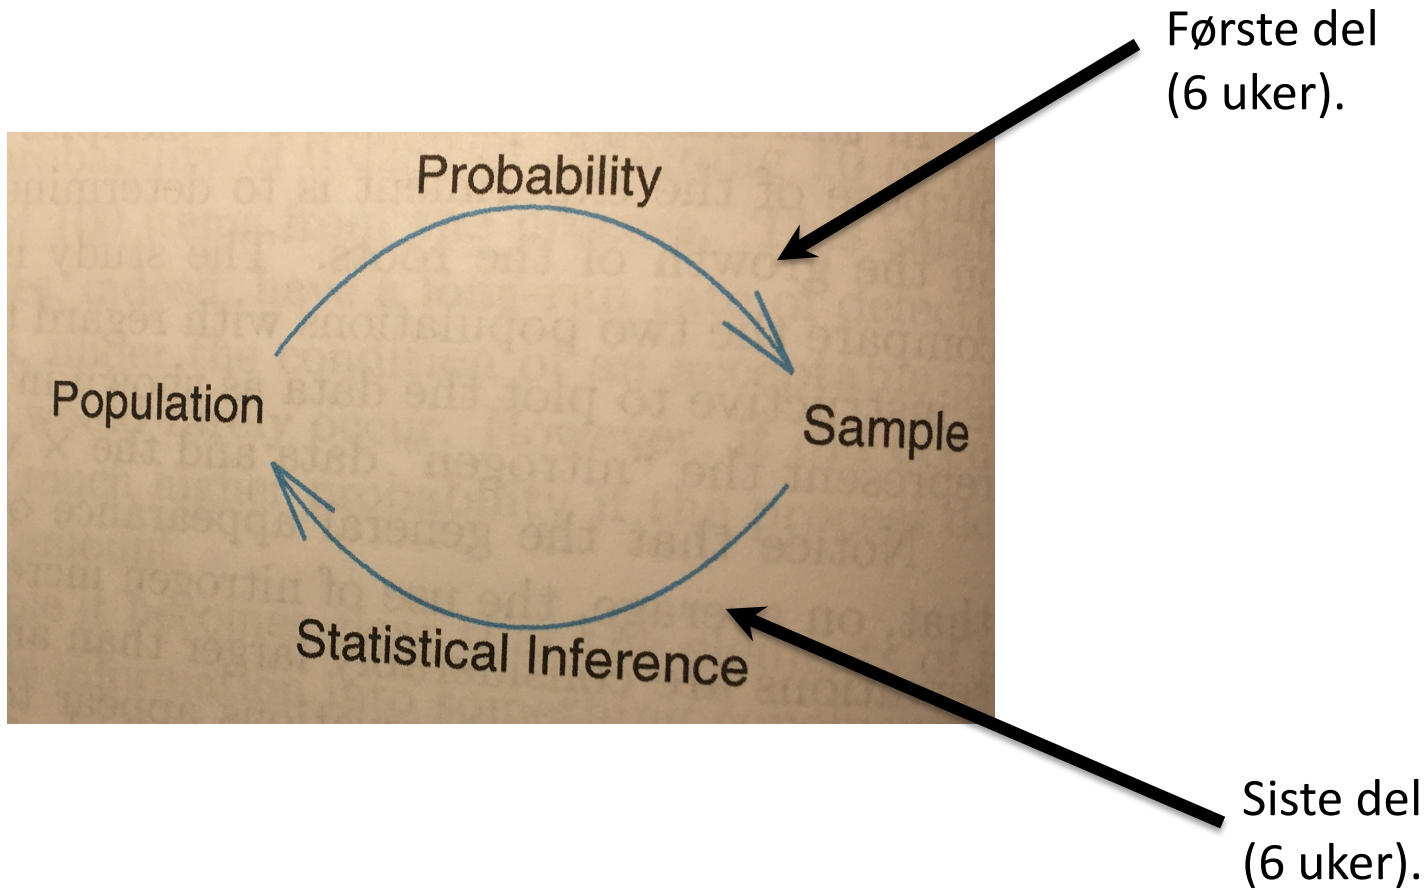 Første del
(6 uker).
Probability
Population
Sample
Statistical Inference
Siste del
(6 uker).